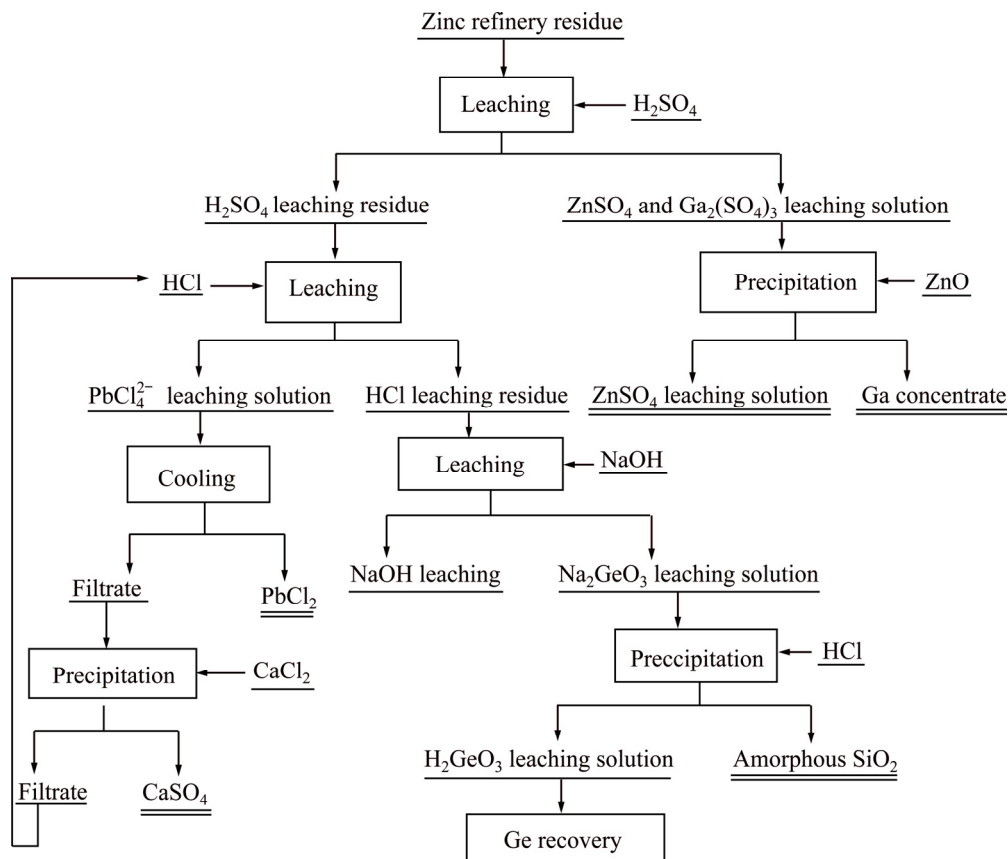 Zinc refinery residue
Leaching
H₂SO₄
H₂SO₄ leaching residue
ZnSO₄ and Ga₂(SO₄)₃ leaching solution
HCl
Leaching
Precipitation
ZnO
PbCl₄²⁻ leaching solution
HCl leaching residue
ZnSO₄ leaching solution
Ga concentrate
Cooling
Leaching
NaOH
Filtrate
PbCl₂
NaOH leaching
Na₂GeO₃ leaching solution
Precipitation
CaCl₂
Preccipitation
HCl
Filtrate
CaSO₄
H₂GeO₃ leaching solution
Amorphous SiO₂
Ge recovery